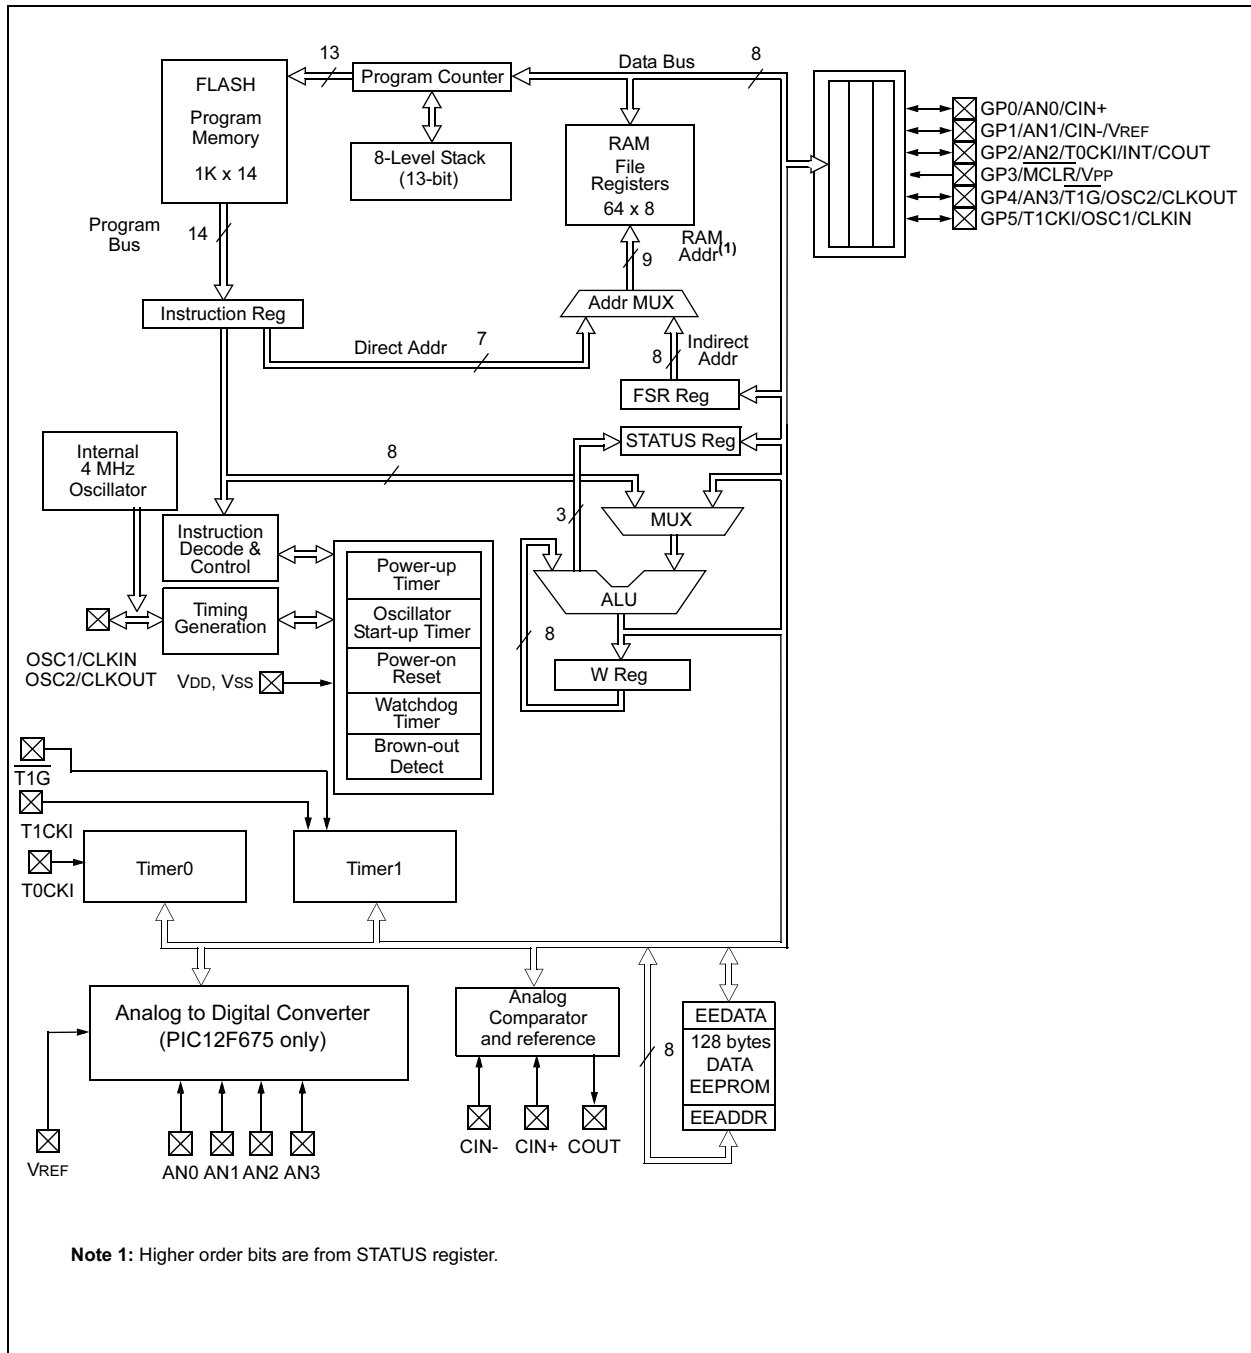 13
Data Bus
8
FLASH
Program
Memory
1K x 14
Program Counter
8-Level Stack
(13-bit)
RAM
File
Registers
64 x 8
GP0/AN0/CIN+
GP1/AN1/CIN-/VREF
GP2/AN2/T0CKI/INT/COUT
GP3/MCLR/VPP
GP4/AN3/T1G/OSC2/CLKOUT
GP5/T1CKI/OSC1/CLKIN
Program
Bus
14
RAM
Addr(1)
9
Addr MUX
Instruction Reg
Direct Addr
7
Indirect
Addr
8
FSR Reg
STATUS Reg
Internal
4 MHz
Oscillator
8
3
MUX
Instruction
Decode &
Control
Power-up
Timer
ALU
Timing
Generation
Oscillator
Start-up Timer
8
OSC1/CLKIN
OSC2/CLKOUT
VDD, VSS
Power-on
Reset
W Reg
Watchdog
Timer
Brown-out
Detect
T1G
T1CKI
T0CKI
Timer0
Timer1
Analog to Digital Converter
(PIC12F675 only)
Analog
Comparator
and reference
8
EEDATA
128 bytes
DATA
EEPROM
EEADDR
VREF
AN0 AN1 AN2 AN3
CIN- CIN+ COUT
Note 1: Higher order bits are from STATUS register.